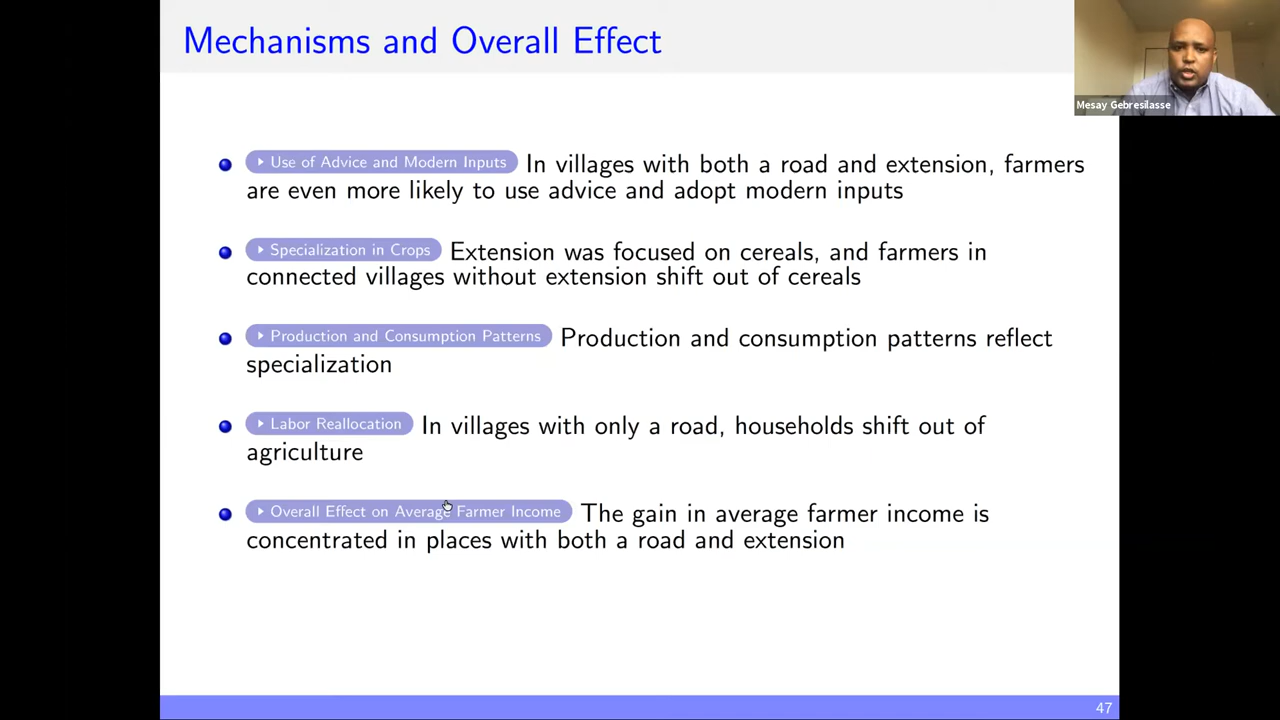 Mechanisms and Overall Effect
Mesay Gebresilasse
Use of Advice and Modern Inputs In villages with both a road and extension, farmers
are even more likely to use advice and adopt modern inputs
Specialization in Crops Extension was focused on cereals, and farmers in
connected villages without extension shift out of cereals
Production and Consumption Patterns Production and consumption patterns reflect
specialization
Labor Reallocation In villages with only a road, households shift out of
agriculture
Overall Effect on Average Farmer Income The gain in average farmer income is
concentrated in places with both a road and extension
47